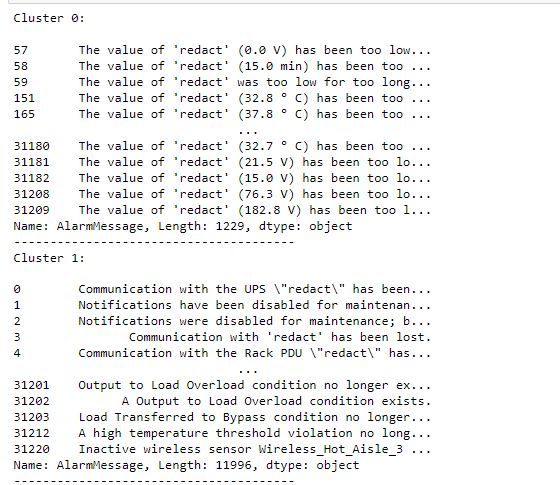 Cluster 0:
57 The value of 'redact' (0.0 V) has been too low...
58 The value of 'redact' (15.0 min) has been too ...
59 The value of 'redact' was too low for too long...
151 The value of 'redact' (32.8 ° C) has been too ...
165 The value of 'redact' (37.8 ° C) has been too ...
...
31180 The value of 'redact' (32.7 ° C) has been too ...
31181 The value of 'redact' (21.5 V) has been too lo...
31182 The value of 'redact' (15.0 V) has been too lo...
31208 The value of 'redact' (76.3 V) has been too lo...
31209 The value of 'redact' (182.8 V) has been too l...
Name: AlarmMessage, Length: 1229, dtype: object
--------------------------------------
Cluster 1:
0 Communication with the UPS \"redact\" has been...
1 Notifications have been disabled for maintenan...
2 Notifications were disabled for maintenance; b...
3 Communication with 'redact' has been lost.
4 Communication with the Rack PDU \"redact\" has...
...
31201 Output to Load Overload condition no longer ex...
31202 A Output to Load Overload condition exists.
31203 Load Transferred to Bypass condition no longer...
31212 A high temperature threshold violation no long...
31220 Inactive wireless sensor Wireless_Hot_Aisle_3 ...
Name: AlarmMessage, Length: 11996, dtype: object
--------------------------------------